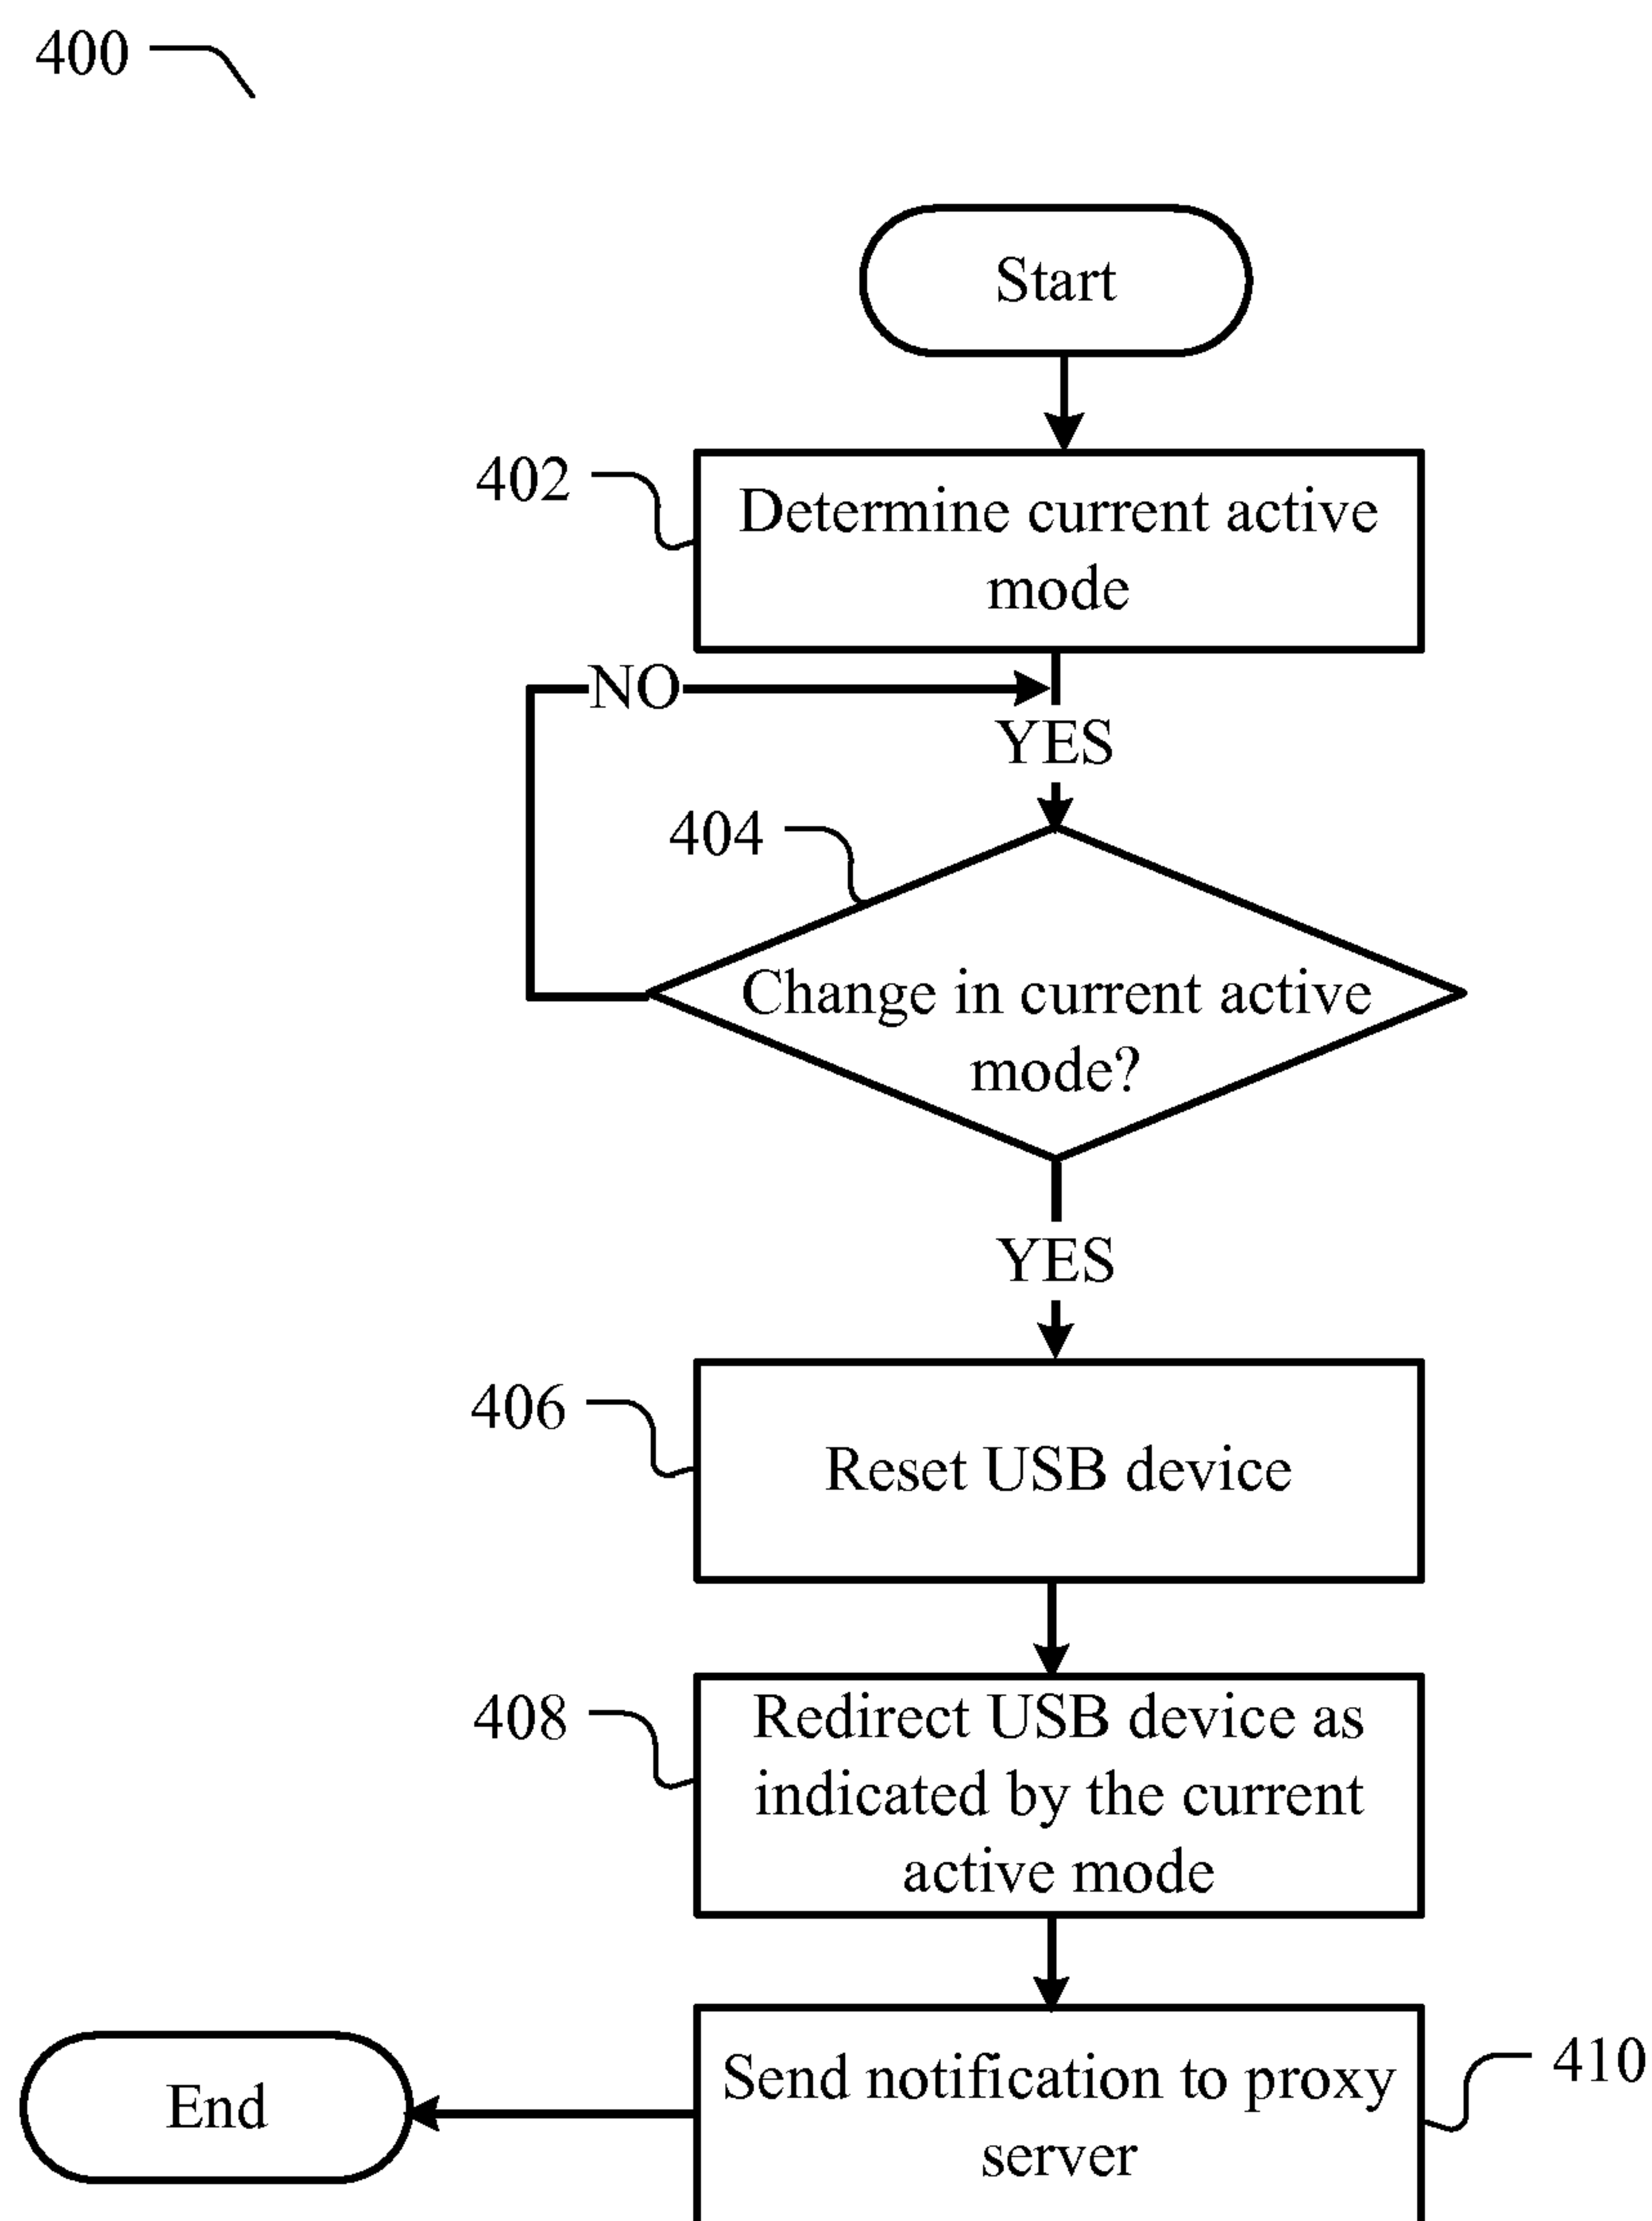 400
Start
402
Determine current active
mode
NO
YES
404
Change in current active
mode?
YES
406
Reset USB device
408
Redirect USB device as
indicated by the current
active mode
410
Send notification to proxy
server
End